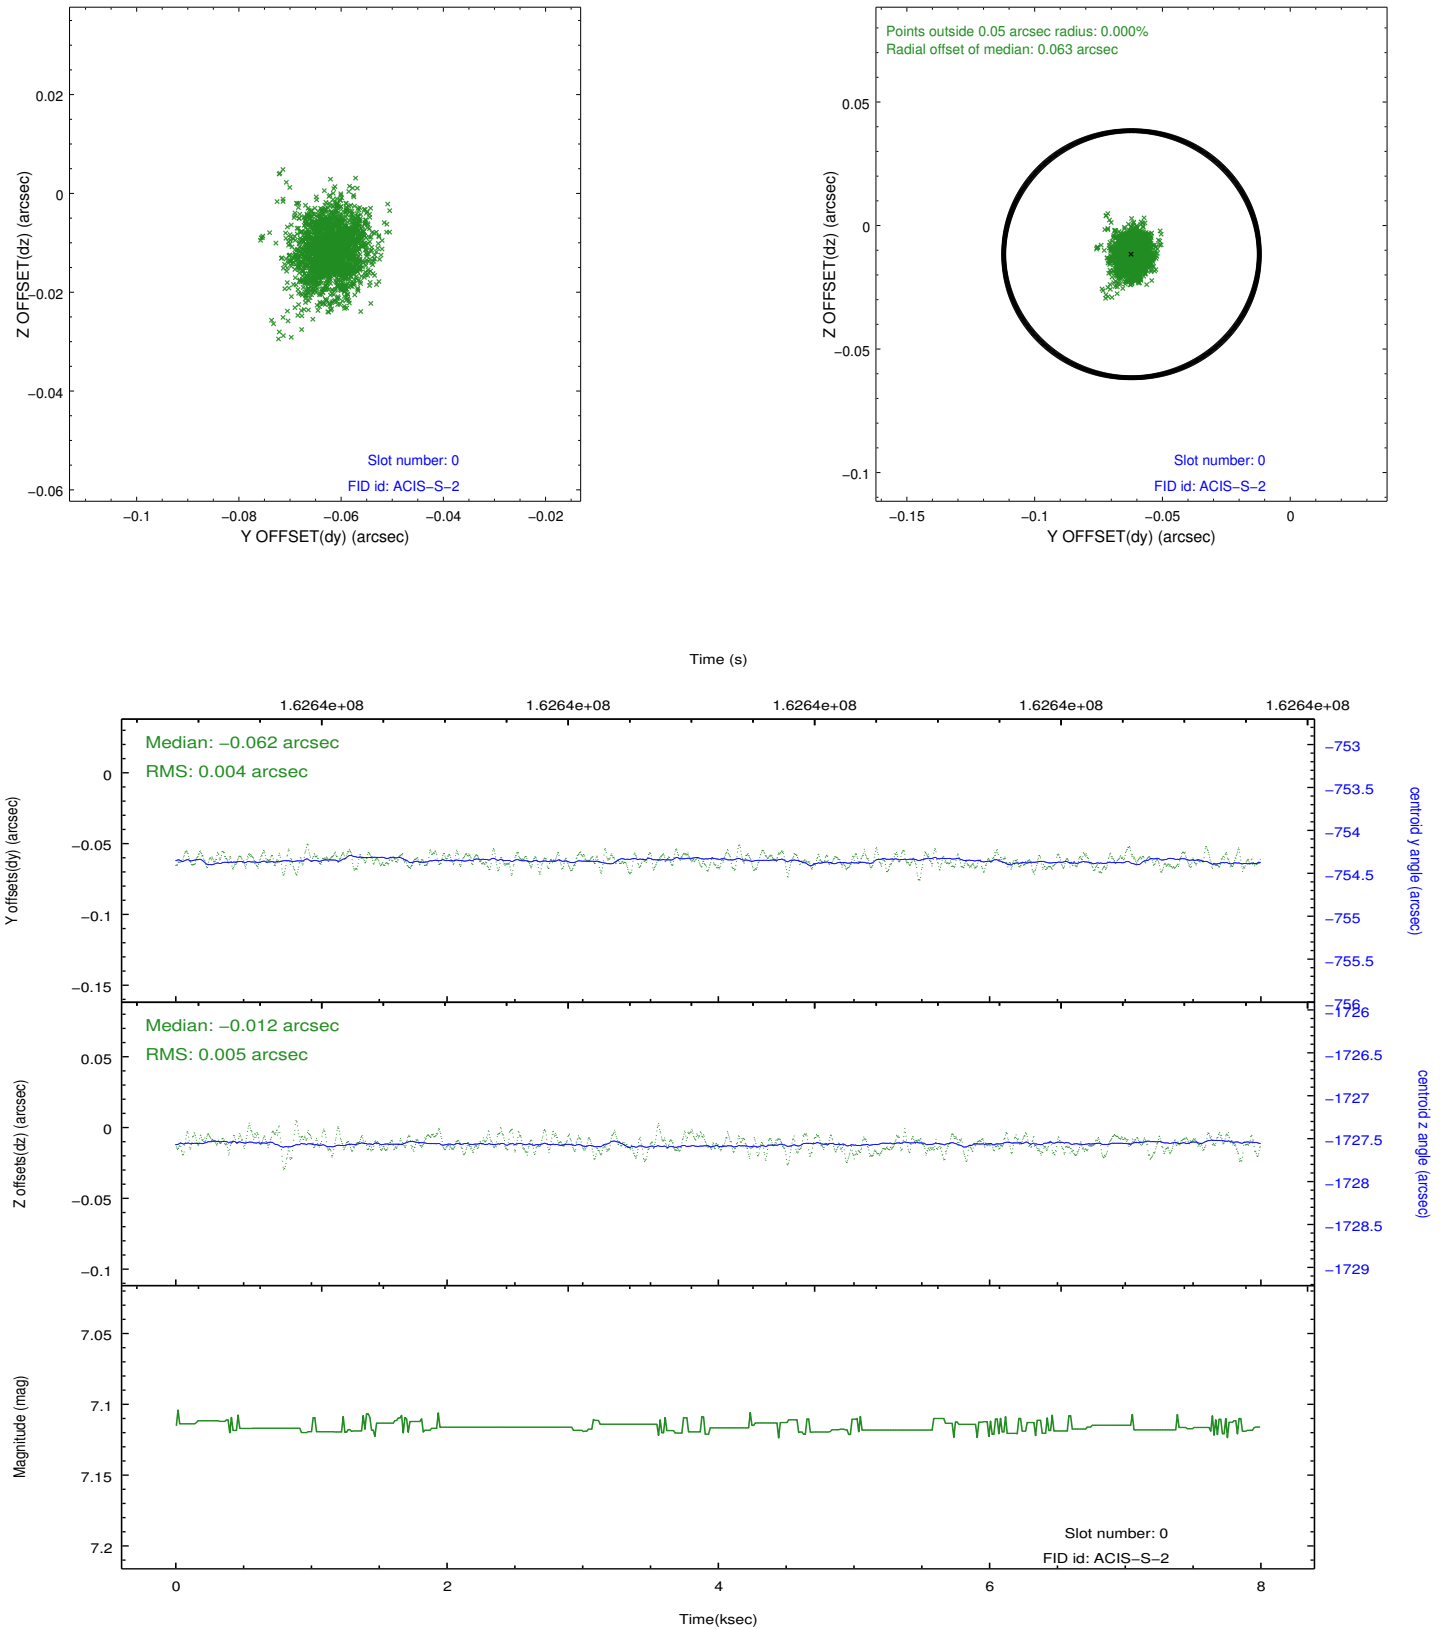 0.02
0
−0.02
−0.04
−0.06
Z OFFSET(dz) (arcsec)
Slot number: 0
FID id: ACIS−S−2
−0.1
−0.08
−0.06
−0.04
−0.02
Y OFFSET(dy) (arcsec)
Points outside 0.05 arcsec radius: 0.000%
Radial offset of median: 0.063 arcsec
0.05
0
−0.05
−0.1
Z OFFSET(dz) (arcsec)
Slot number: 0
FID id: ACIS−S−2
−0.15
−0.1
−0.05
0
Y OFFSET(dy) (arcsec)
Time (s)
1.6264e+08
1.6264e+08
1.6264e+08
1.6264e+08
1.6264e+08
Median: −0.062 arcsec
RMS: 0.004 arcsec
0
−0.05
−0.1
−0.15
Y offsets(dy) (arcsec)
−753
−753.5
−754
−754.5
−755
−755.5
−756
centroid y angle (arcsec)
Median: −0.012 arcsec
RMS: 0.005 arcsec
0.05
0
−0.05
−0.1
Z offsets(dz) (arcsec)
−1726
−1726.5
−1727
−1727.5
−1728
−1728.5
−1729
centroid z angle (arcsec)
7.05
7.1
7.15
7.2
Magnitude (mag)
Slot number: 0
FID id: ACIS−S−2
0
2
4
6
8
Time(ksec)